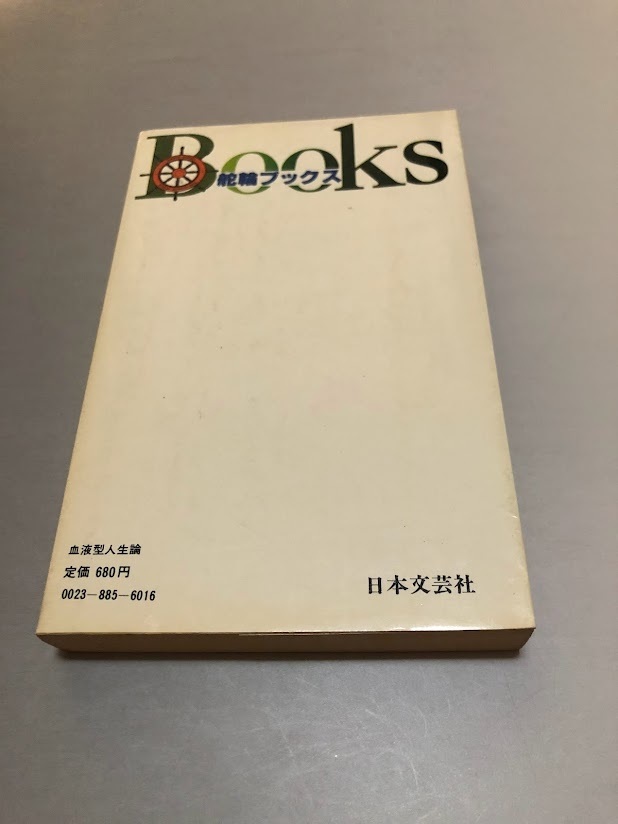 Books
舵輪ブックス
血液型人生論
定価 680円
0023-885-6016
日本文芸社